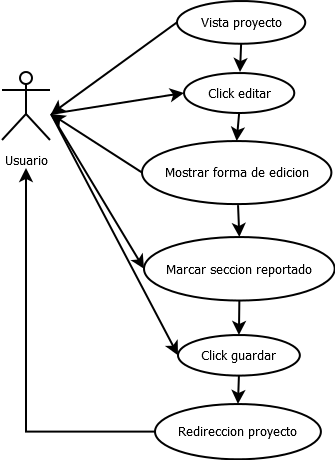 Vista proyecto
Click editar
Usuario
Mostrar forma de edicion
Marcar seccion reportado
Click guardar
Redireccion proyecto